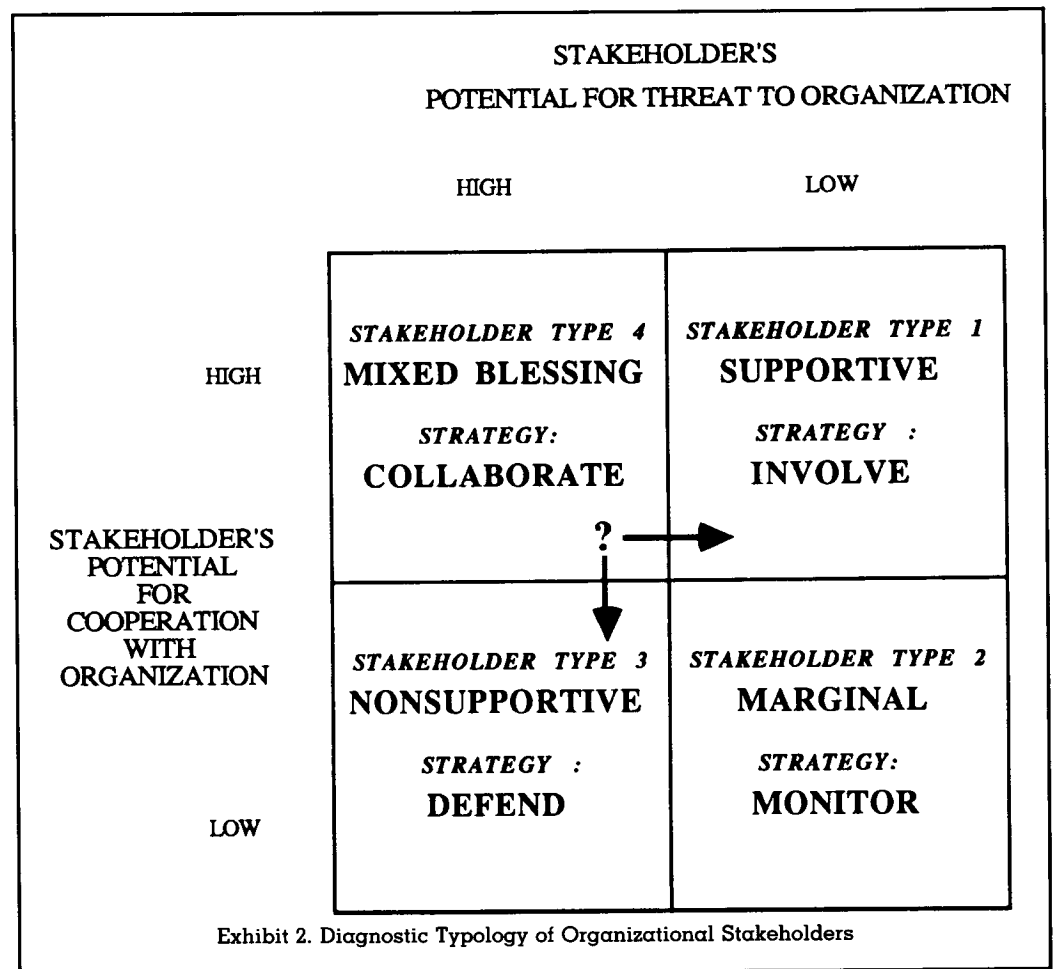 STAKEHOLDER'S
POTENTIAL FOR THREAT TO ORGANIZATION
HIGH
LOW
STAKEHOLDER TYPE 4
MIXED BLESSING
STRATEGY:
COLLABORATE
STAKEHOLDER TYPE 1
SUPPORTIVE
STRATEGY :
INVOLVE
HIGH
?
STAKEHOLDER'S
POTENTIAL
FOR
COOPERATION
WITH
ORGANIZATION
STAKEHOLDER TYPE 3
NONSUPPORTIVE
STRATEGY :
DEFEND
STAKEHOLDER TYPE 2
MARGINAL
STRATEGY:
MONITOR
LOW
Exhibit 2. Diagnostic Typology of Organizational Stakeholders